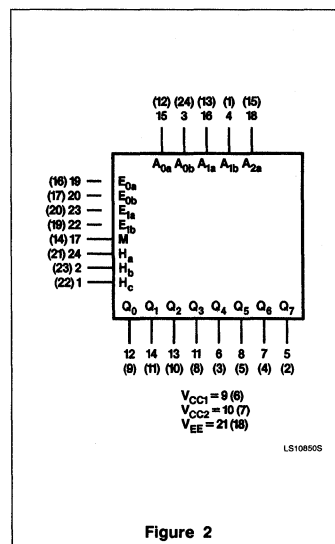 (12) (24) (13) (1) (15)
15 3 16 4 18
A0a A0b A1a A1b A2a
(16) 19 E0a
(17) 20 E0b
(20) 23 E1a
(19) 22 E1b
(14) 17 M
(21) 24 Ha
(23) 2 Hb
(22) 1 Hc
Q0 Q1 Q2 Q3 Q4 Q5 Q6 Q7
12 14 13 11 6 8 7 5
(9) (11) (10) (8) (3) (5) (4) (2)
VCC1 = 9 (6)
VCC2 = 10 (7)
VEE = 21 (18)
LS10850S
Figure 2